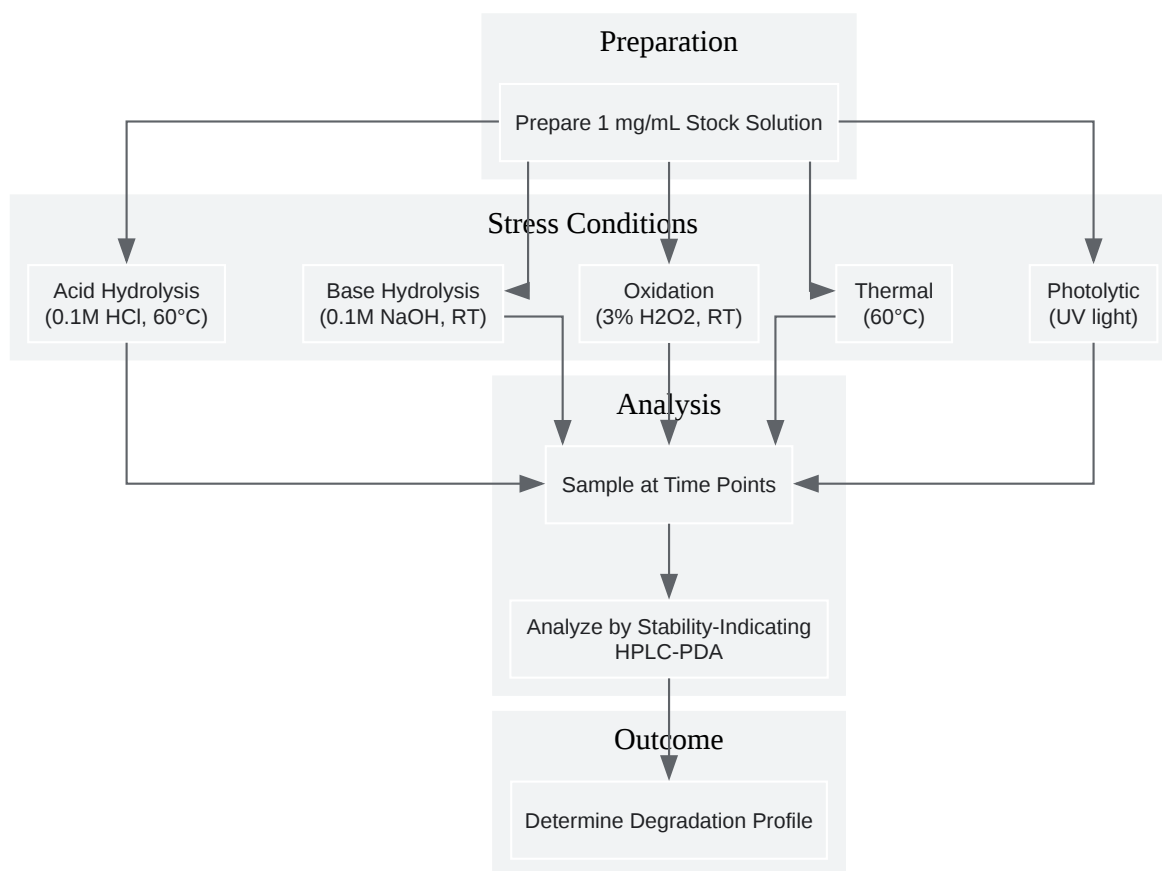 Preparation
Prepare 1 mg/mL Stock Solution
Stress Conditions
Acid Hydrolysis
(0.1M HCl, 60°C)
Base Hydrolysis
(0.1M NaOH, RT)
Oxidation
(3% H2O2, RT)
Thermal
(60°C)
Photolytic
(UV light)
Analysis
Sample at Time Points
Analyze by Stability-Indicating
HPLC-PDA
Outcome
Determine Degradation Profile